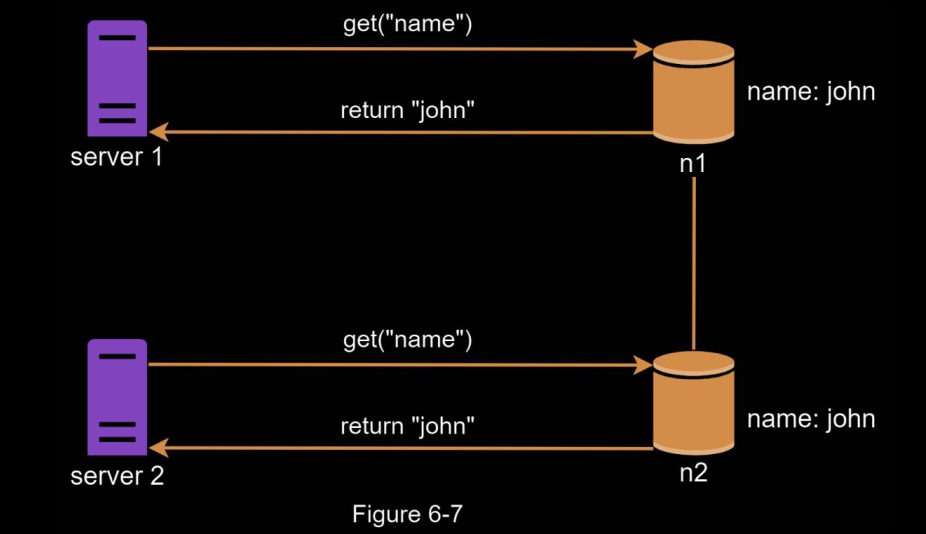 get("name")
name: john
return "john"
server 1
n1
get("name")
name: john
return "john"
server 2
n2
Figure 6-7